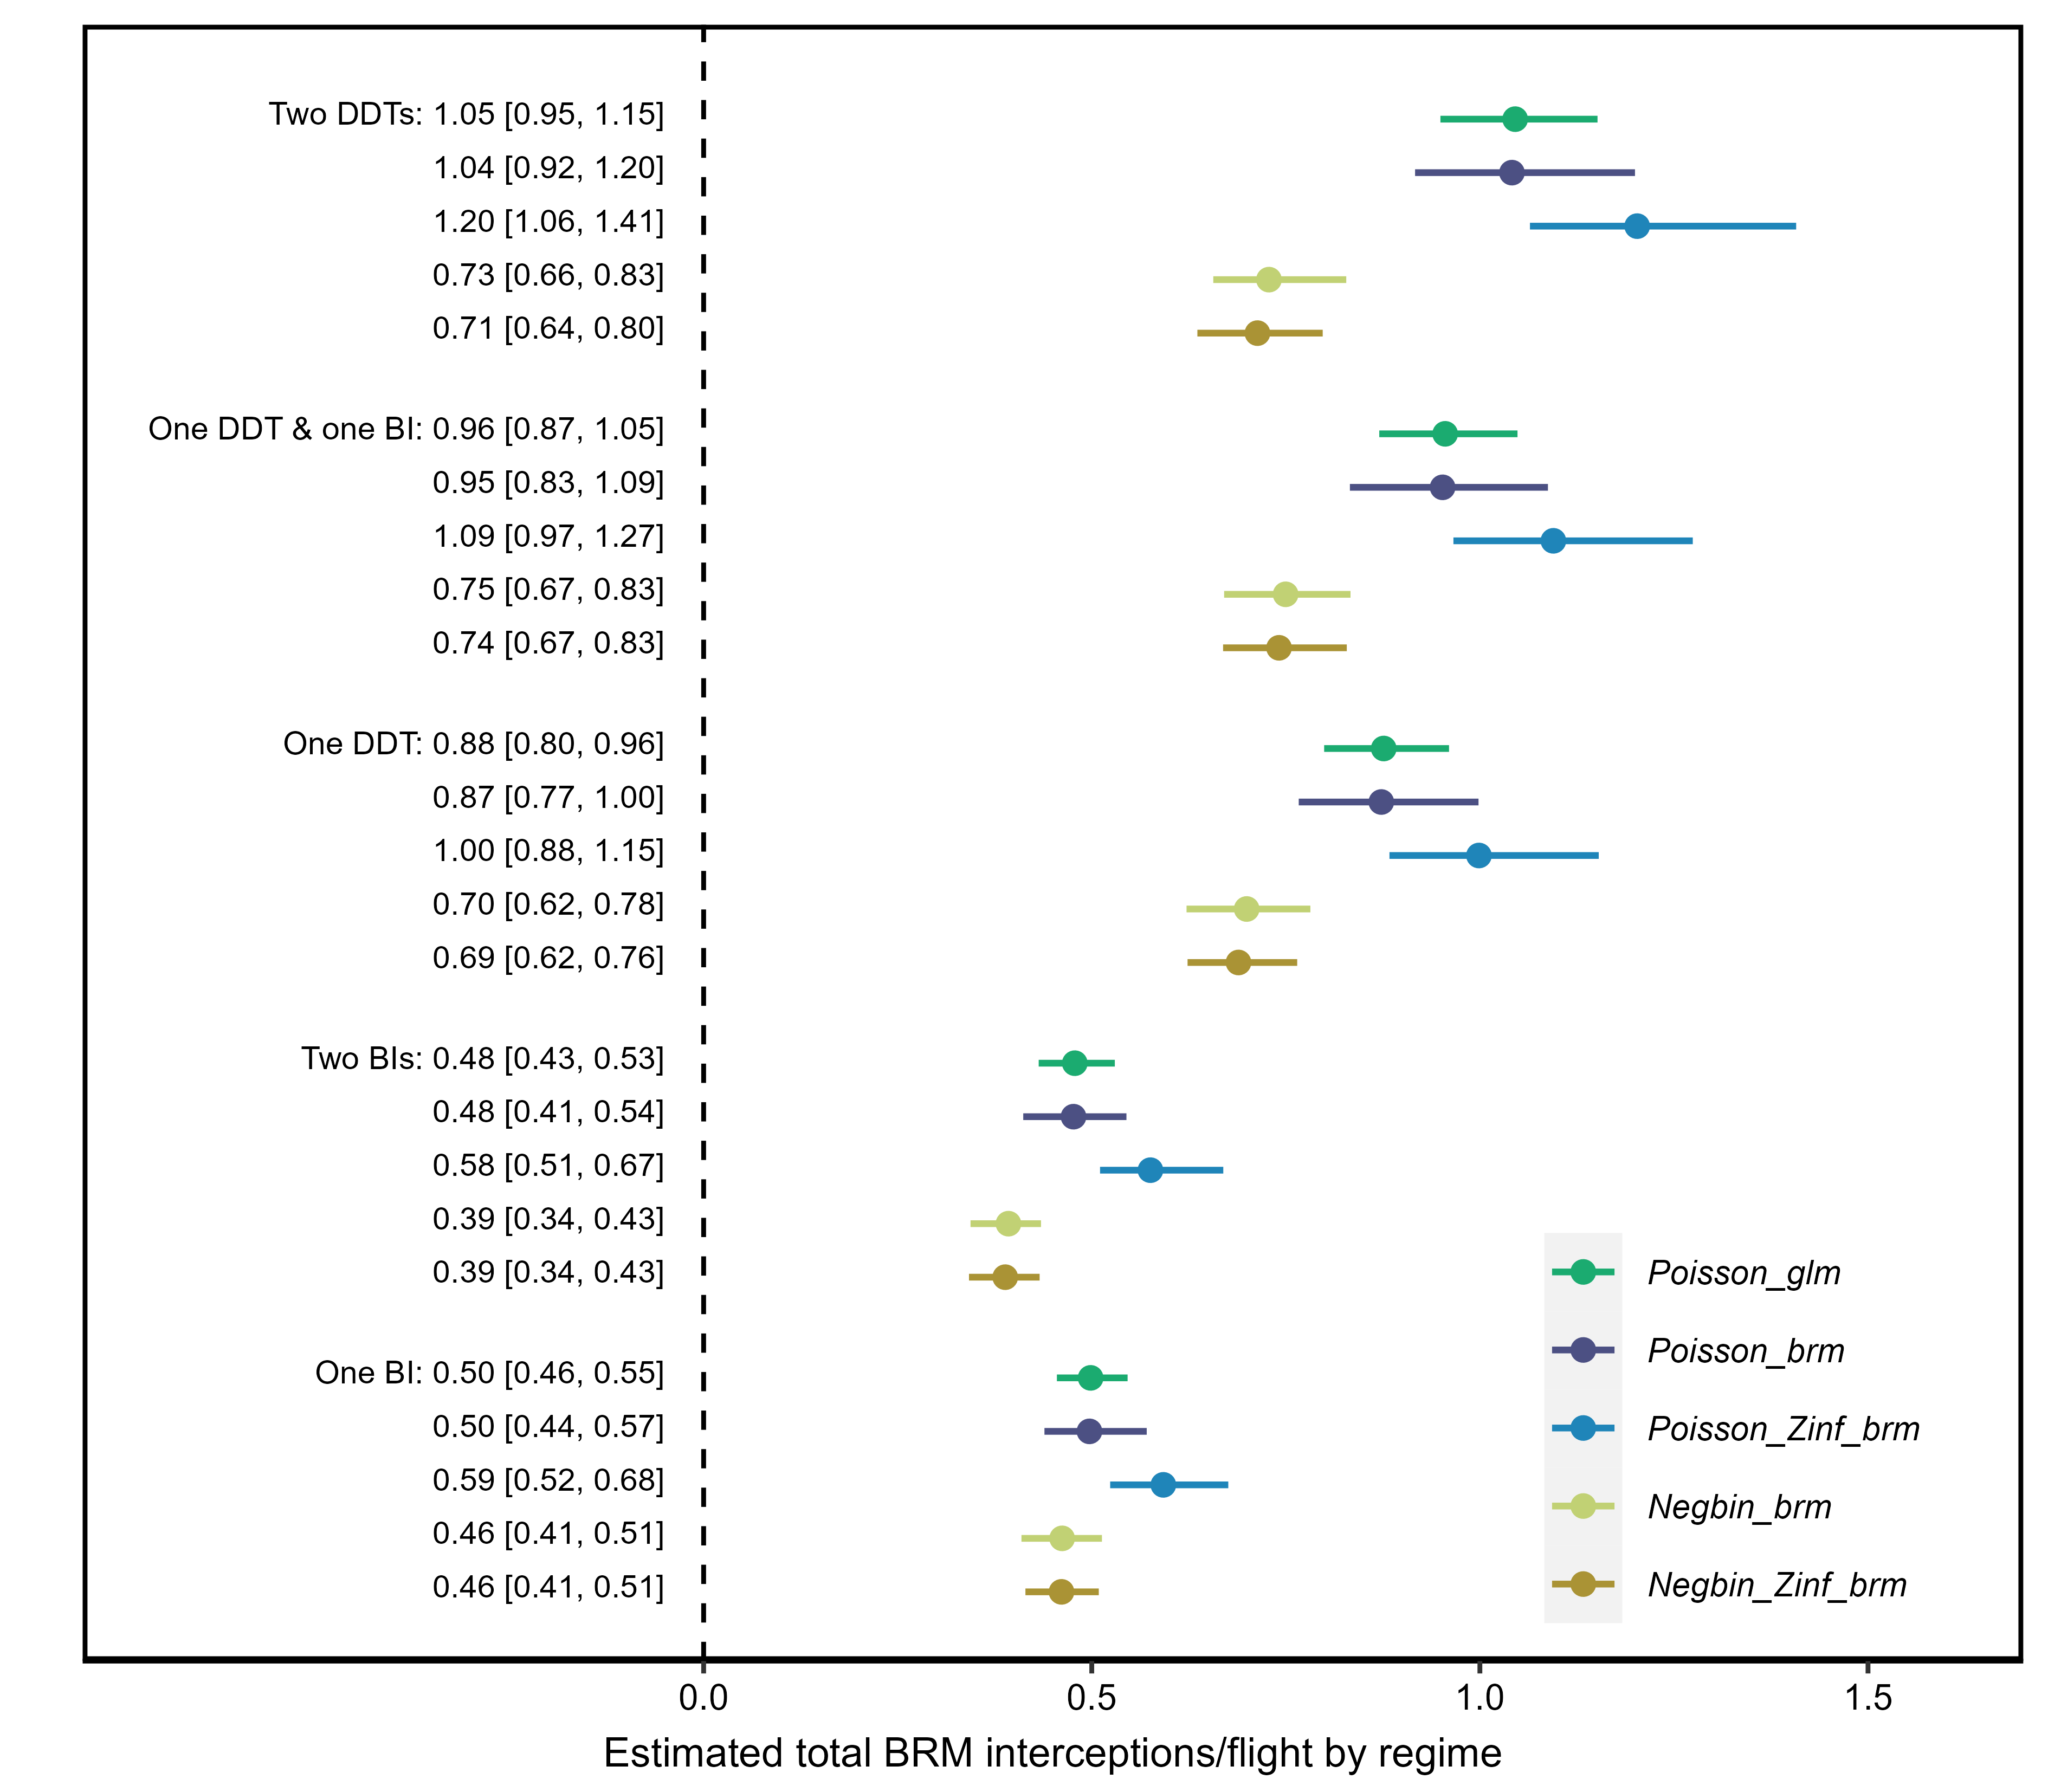 Two DDTs: 1.05 [0.95, 1.15]
1.04 [0.92, 1.20]
1.20 [1.06, 1.41]
0.73 [0.66, 0.83]
0.71 [0.64, 0.80]
One DDT & one BI: 0.96 [0.87, 1.05]
0.95 [0.83, 1.09]
1.09 [0.97, 1.27]
0.75 [0.67, 0.83]
0.74 [0.67, 0.83]
One DDT: 0.88 [0.80, 0.96]
0.87 [0.77, 1.00]
1.00 [0.88, 1.15]
0.70 [0.62, 0.78]
0.69 [0.62, 0.76]
Two BIs: 0.48 [0.43, 0.53]
0.48 [0.41, 0.54]
0.58 [0.51, 0.67]
0.39 [0.34, 0.43]
0.39 [0.34, 0.43]
One BI: 0.50 [0.46, 0.55]
0.50 [0.44, 0.57]
0.59 [0.52, 0.68]
0.46 [0.41, 0.51]
0.46 [0.41, 0.51]
Poisson_glm
Poisson_brm
Poisson_Zinf_brm
Negbin_brm
Negbin_Zinf_brm
0.0 0.5 1.0 1.5
Estimated total BRM interceptions/flight by regime